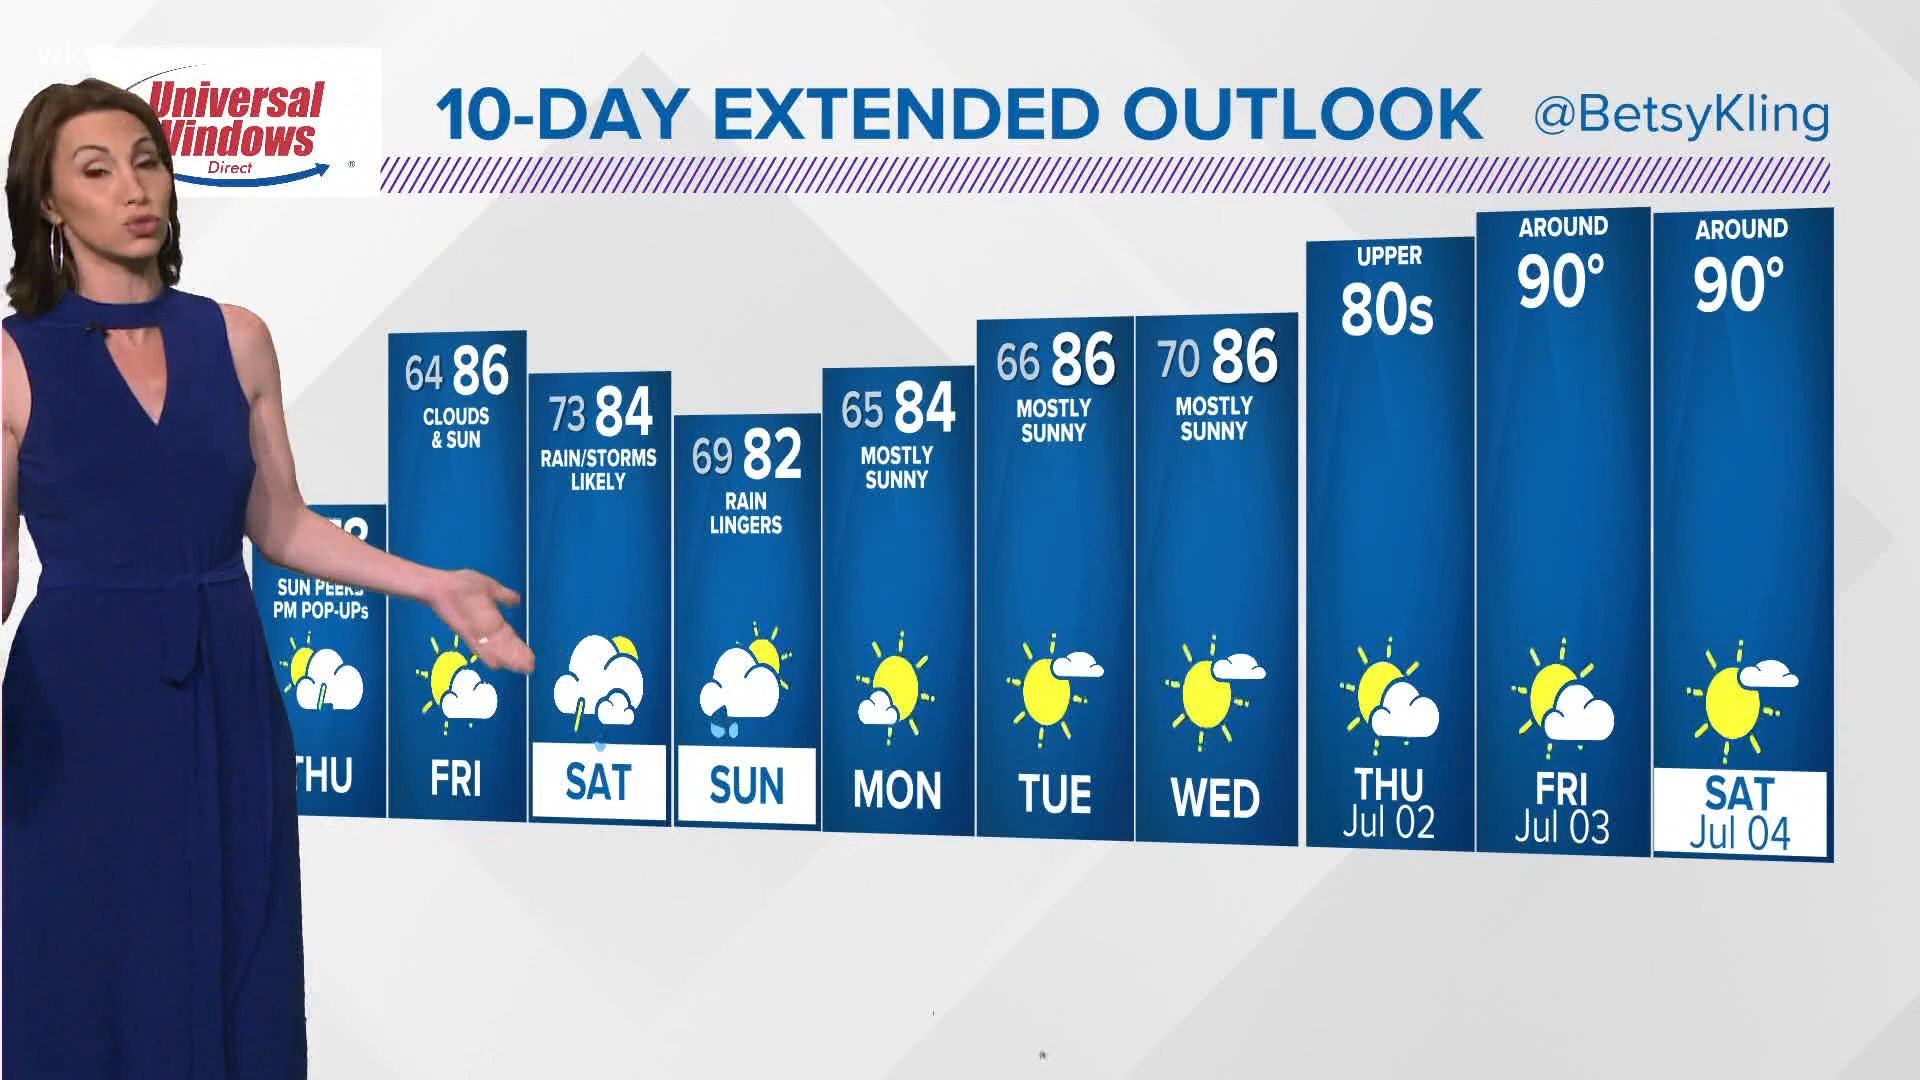 Universal
Windows
Direct
®
10-DAY EXTENDED OUTLOOK
@BetsyKling
SUN PEEKS
PM POP-UPs
THU
64 86
CLOUDS
& SUN
FRI
73 84
RAIN/STORMS
LIKELY
SAT
69 82
RAIN
LINGERS
SUN
65 84
MOSTLY
SUNNY
MON
66 86
MOSTLY
SUNNY
TUE
70 86
MOSTLY
SUNNY
WED
UPPER
80s
THU
Jul 02
AROUND
90°
FRI
Jul 03
AROUND
90°
SAT
Jul 04